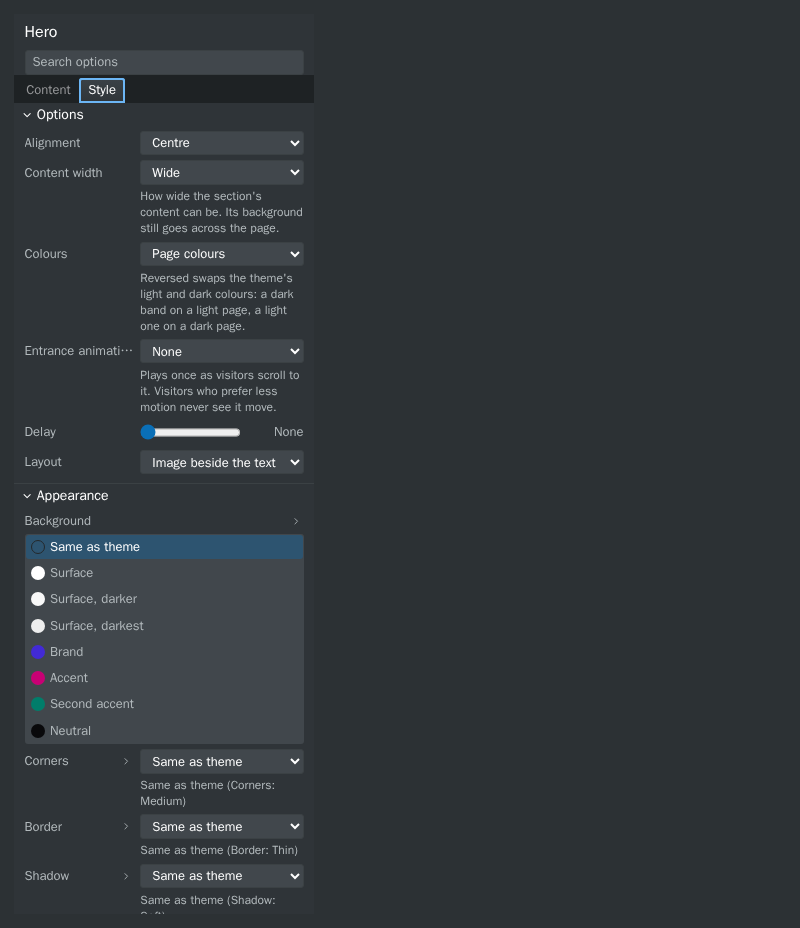 Hero
Search options
Content Style
Options
Alignment Centre
Content width Wide
How wide the section's
content can be. Its background
still goes across the page.
Colours Page colours
Reversed swaps the theme's
light and dark colours: a dark
band on a light page, a light
one on a dark page.
Entrance animati··· None
Plays once as visitors scroll to
it. Visitors who prefer less
motion never see it move.
Delay None
Layout Image beside the text
Appearance
Background
Same as theme
Surface
Surface, darker
Surface, darkest
Brand
Accent
Second accent
Neutral
Corners Same as theme
Same as theme (Corners:
Medium)
Border Same as theme
Same as theme (Border: Thin)
Shadow Same as theme
Same as theme (Shadow: